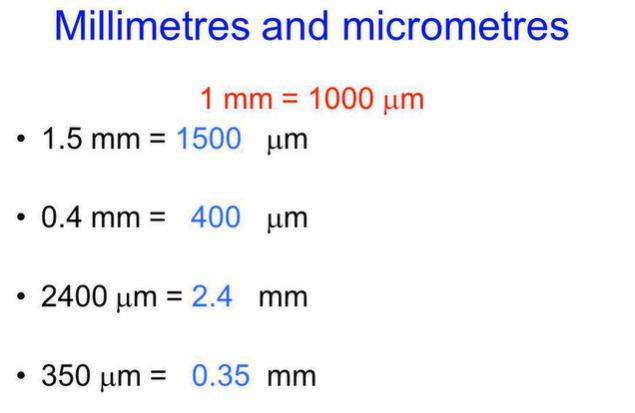 Millimetres and micrometres
1 mm = 1000 μm
• 1.5 mm = 1500 μm
• 0.4 mm = 400 μm
• 2400 μm = 2.4 mm
• 350 μm = 0.35 mm